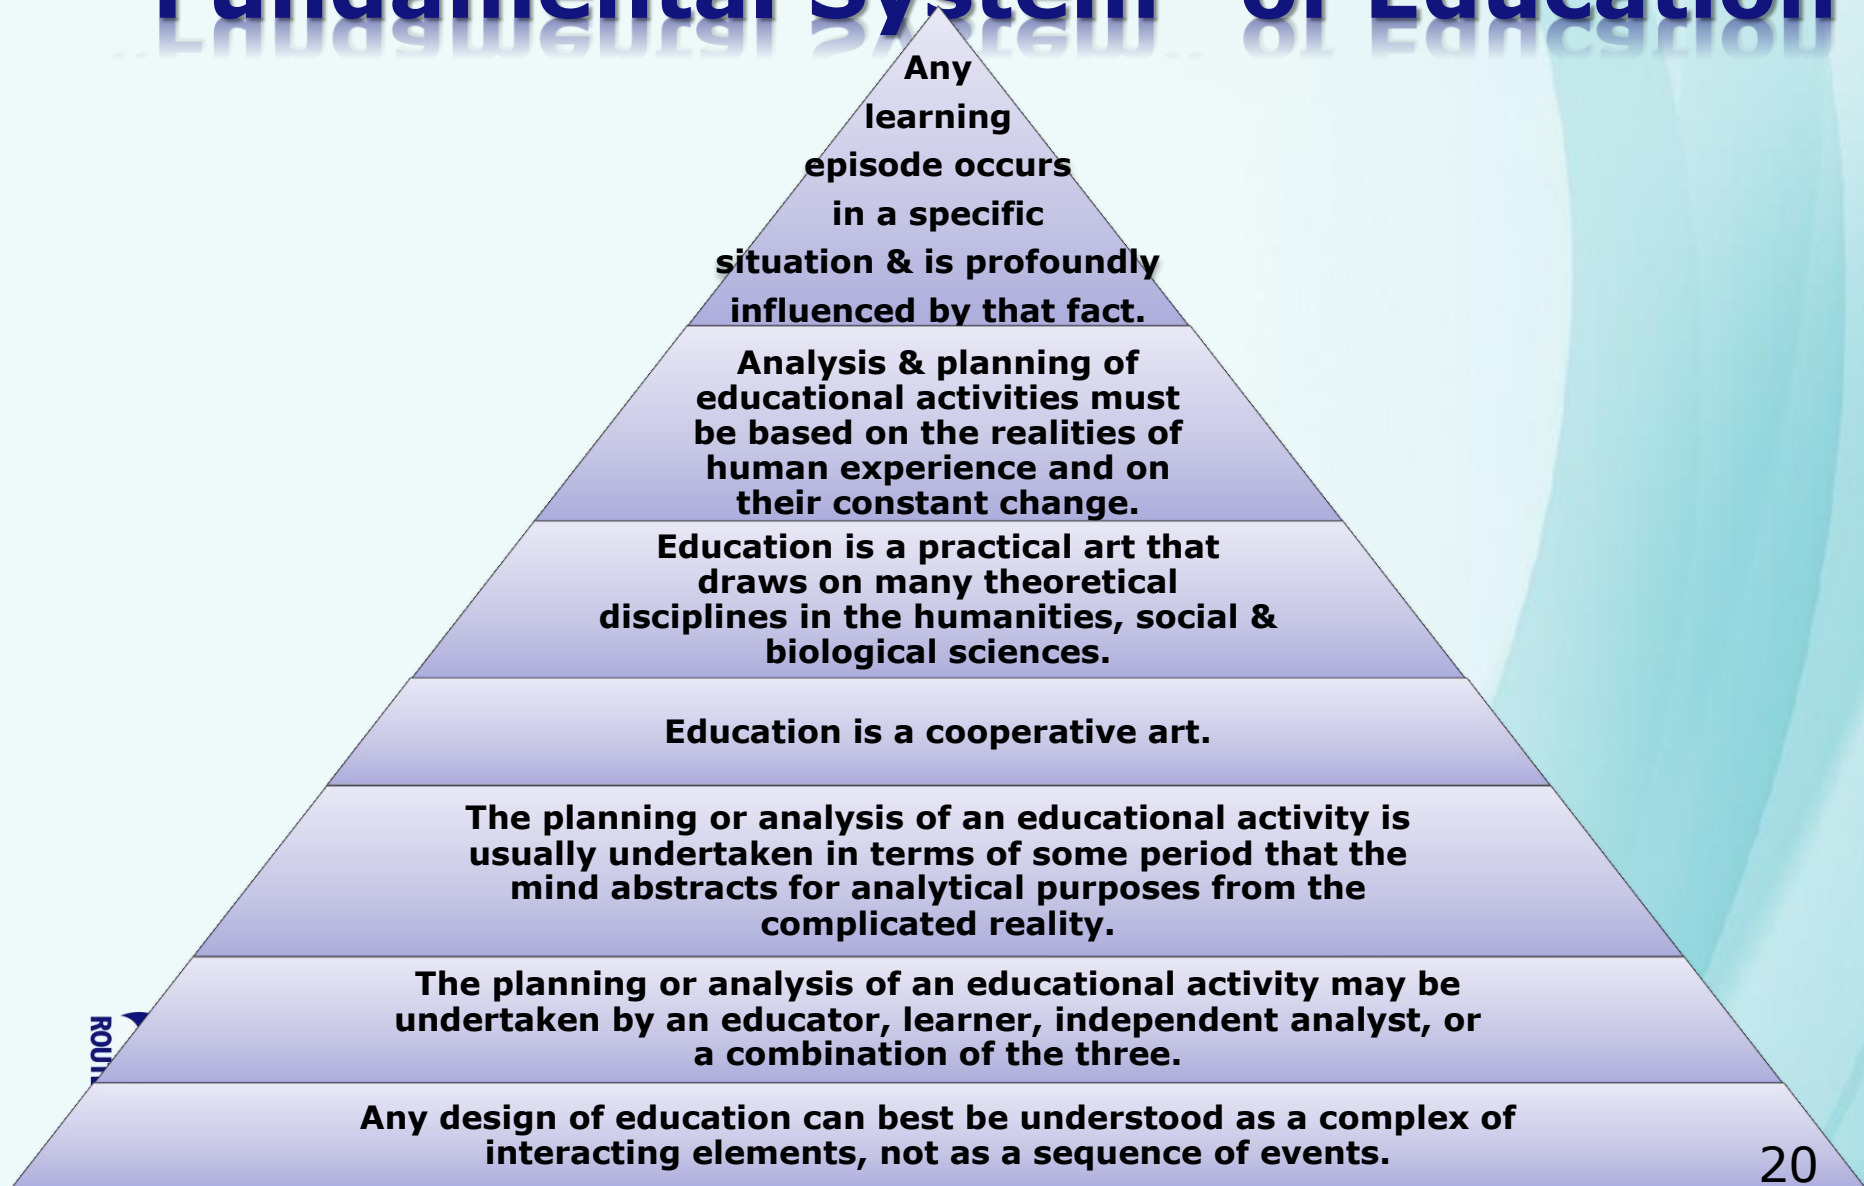 Fundamental System" of Education
Any
learning
episode occurs
in a specific
situation & is profoundly
influenced by that fact.
Analysis & planning of
educational activities must
be based on the realities of
human experience and on
their constant change.
Education is a practical art that
draws on many theoretical
disciplines in the humanities, social &
biological sciences.
Education is a cooperative art.
The planning or analysis of an educational activity is
usually undertaken in terms of some period that the
mind abstracts for analytical purposes from the
complicated reality.
The planning or analysis of an educational activity may be
undertaken by an educator, learner, independent analyst, or
a combination of the three.
Any design of education can best be understood as a complex of
interacting elements, not as a sequence of events.
20